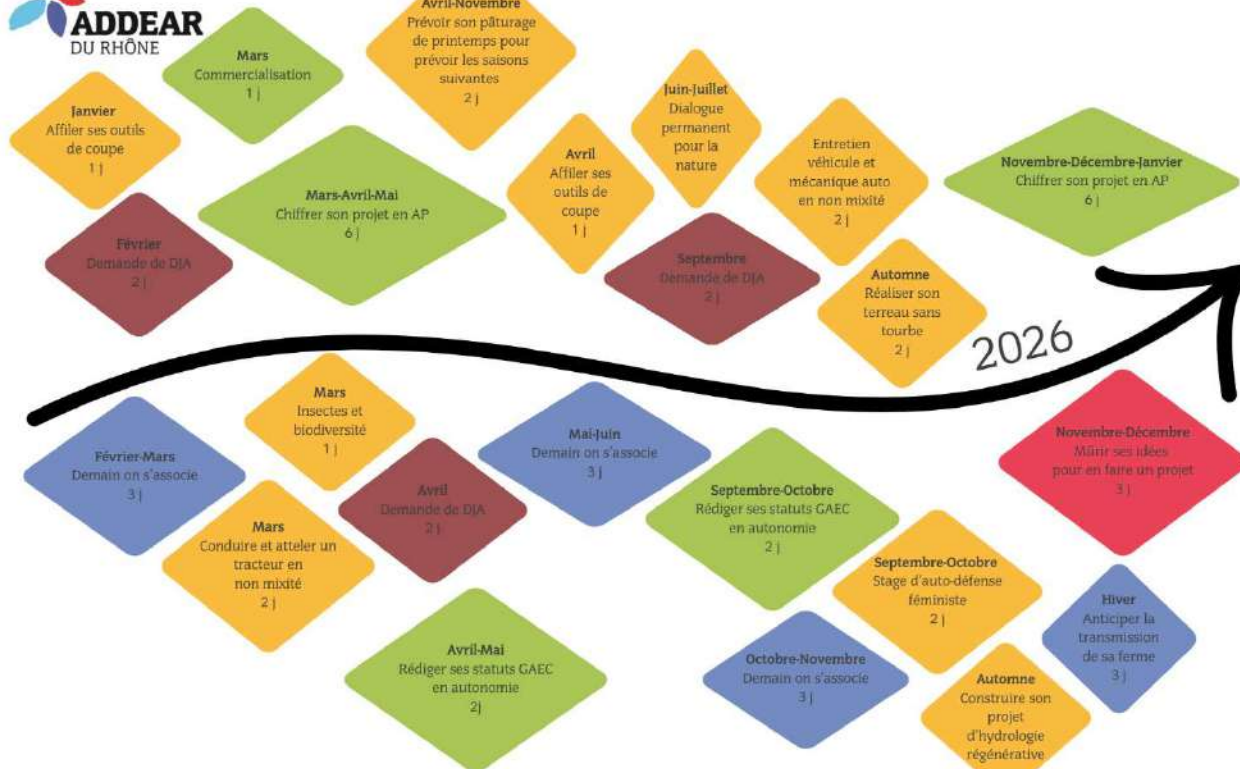 ADDEAR
DU RHÔNE
Avril-Novembre
Prévoir son pâturage
de printemps pour
prévoir les saisons
suivantes
2 j
Mars
Commercialisation
1 j
Janvier
Affiler ses outils
de coupe
1 j
Juin-Juillet
Dialogue
permanent
pour la
nature
Avril
Affiler ses
outils de
coupe
1 j
Entretien
véhicule et
mécanique auto
en non mixité
2 j
Novembre-Décembre-Janvier
Chiffrer son projet en AP
6 j
Mars-Avril-Mai
Chiffrer son projet en AP
6 j
Février
Demande de DJA
2 j
Septembre
Demande de DJA
2 j
Automne
Réaliser son
terreau sans
tourbe
2 j
2026
Mars
Insectes et
biodiversité
1 j
Février-Mars
Demain on s'associe
3 j
Mai-Juin
Demain on s'associe
3 j
Novembre-Décembre
Mûrir ses idées
pour en faire un projet
3 j
Avril
Demande de DJA
2 j
Septembre-Octobre
Rédiger ses statuts GAEC
en autonomie
2 j
Mars
Conduire et atteler un
tracteur en
non mixité
2 j
Septembre-Octobre
Stage d'auto-défense
féministe
2 j
Hiver
Anticiper la
transmission
de sa ferme
3 j
Avril-Mai
Rédiger ses statuts GAEC
en autonomie
2j
Octobre-Novembre
Demain on s'associe
3 j
Automne
Construire son
projet
d'hydrologie
régénérative